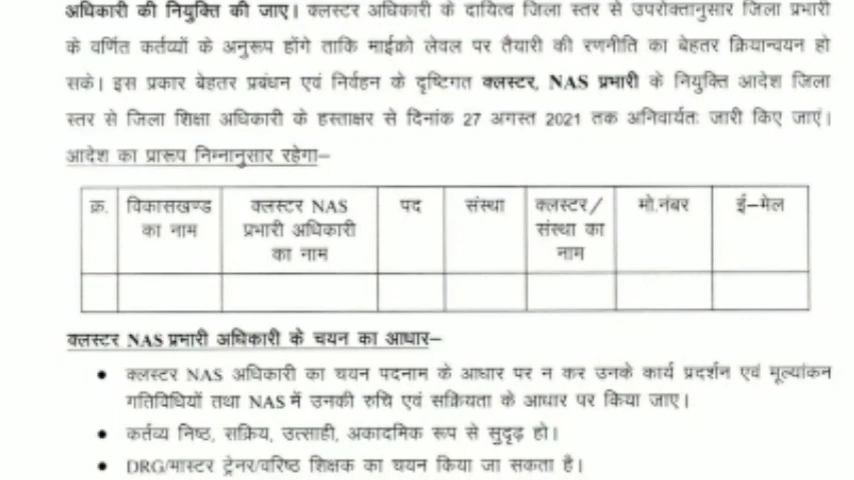 अधिकारी की नियुक्ति की जाए। क्लस्टर अधिकारी के दायित्व जिला स्तर से उपरोक्तानुसार जिला प्रभारी
के वर्णित कर्तव्यों के अनुरूप होंगे ताकि माईक्रो लेवल पर तैयारी की रणनीति का बेहतर क्रियान्वयन हो
सके। इस प्रकार बेहतर प्रबंधन एवं निर्वहन के दृष्टिगत क्लस्टर, NAS प्रभारी के नियुक्ति आदेश जिला
स्तर से जिला शिक्षा अधिकारी के हस्ताक्षर से दिनांक 27 अगस्त 2021 तक अनिवार्यतः जारी किए जाएं।
आदेश का प्रारूप निम्नानुसार रहेगा–
क्र. विकासखण्ड का नाम क्लस्टर NAS प्रभारी अधिकारी का नाम पद संस्था क्लस्टर/ संस्था का नाम मो.नंबर ई–मेल
क्लस्टर NAS प्रभारी अधिकारी के चयन का आधार–
• क्लस्टर NAS अधिकारी का चयन पदनाम के आधार पर न कर उनके कार्य प्रदर्शन एवं मूल्यांकन
गतिविधियों तथा NAS में उनकी रुचि एवं सक्रियता के आधार पर किया जाए।
• कर्तव्य निष्ठ, सक्रिय, उत्साही, अकादमिक रूप से सुदृढ़ हो।
• DRG/मास्टर ट्रेनर/वरिष्ठ शिक्षक का चयन किया जा सकता है।